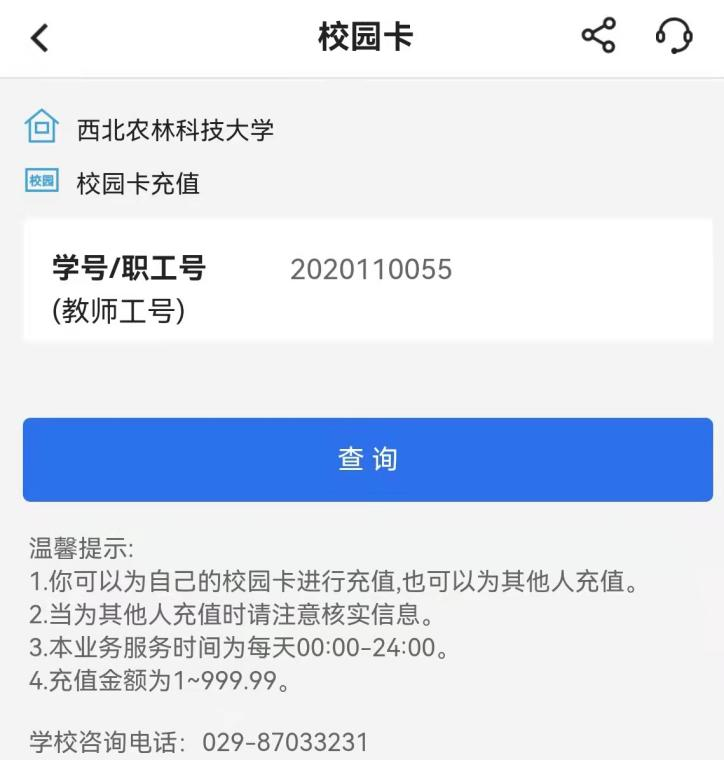 校园卡
西北农林科技大学
校园
校园卡充值
学号/职工号 2020110055
(教师工号)
查 询
温馨提示:
1.你可以为自己的校园卡进行充值,也可以为其他人充值。
2.当为其他人充值时请注意核实信息。
3.本业务服务时间为每天00:00-24:00。
4.充值金额为1~999.99。
学校咨询电话：029-87033231